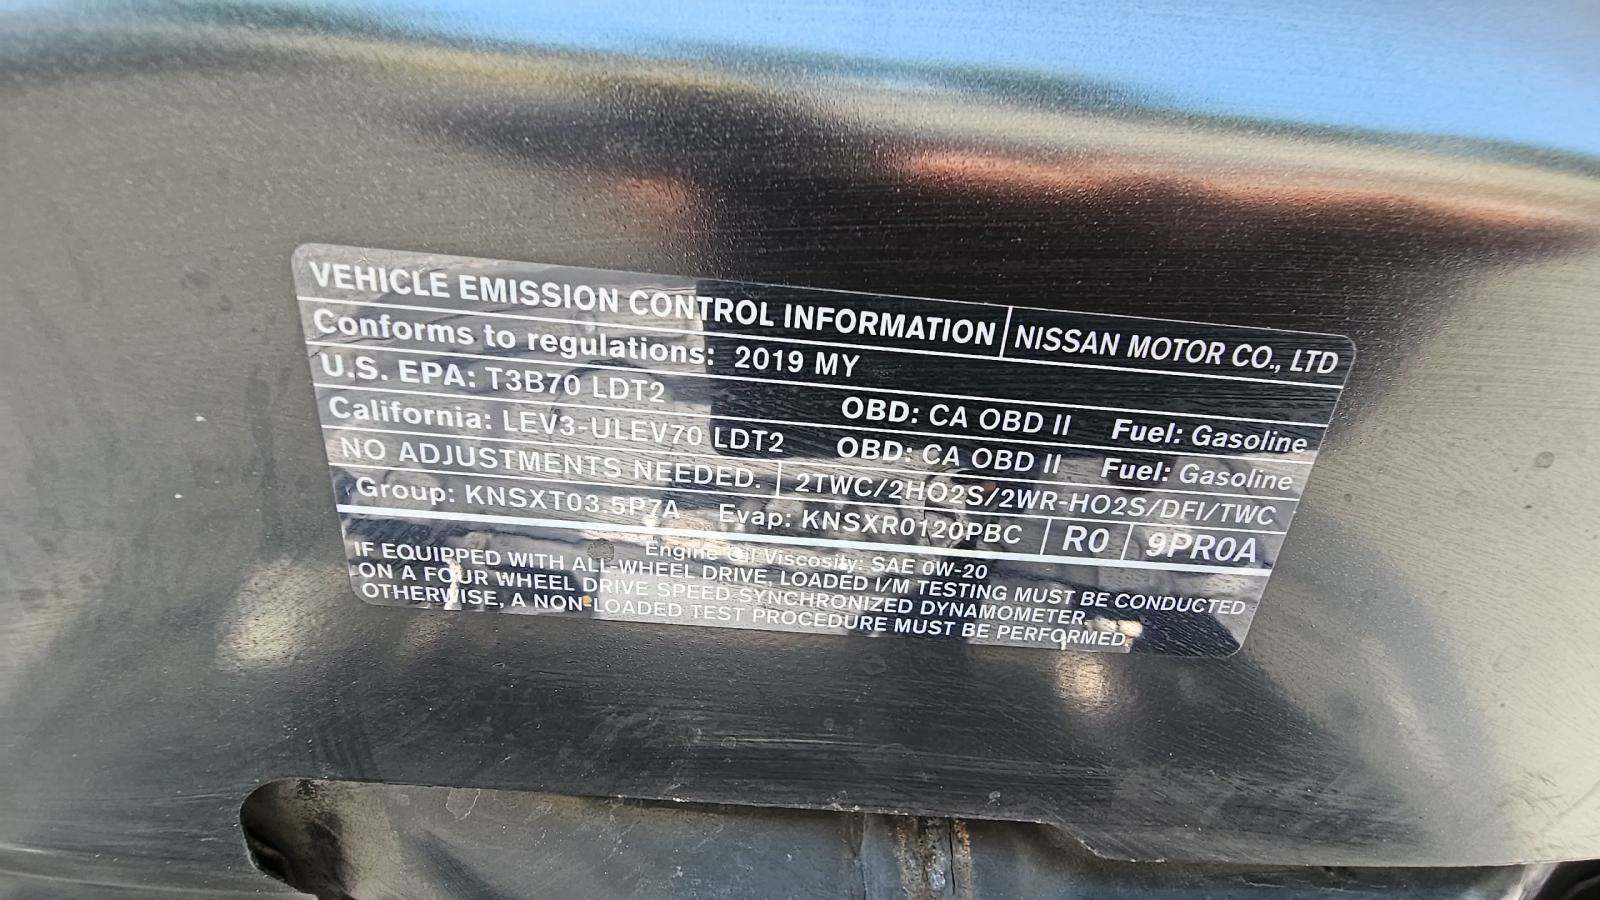 VEHICLE EMISSION CONTROL INFORMATION NISSAN MOTOR CO., LTD
Conforms to regulations: 2019 MY
U.S. EPA: T3B70 LDT2 OBD: CA OBD II Fuel: Gasoline
California: LEV3-ULEV70 LDT2 OBD: CA OBD II Fuel: Gasoline
NO ADJUSTMENTS NEEDED. 2TWC/2HO2S/2WR-HO2S/DFI/TWC
Group: KNSXT03.5P7A Evap: KNSXR0120PBC R0 9PR0A
Engine Oil Viscosity: SAE 0W-20
IF EQUIPPED WITH ALL-WHEEL DRIVE, LOADED I/M TESTING MUST BE CONDUCTED
ON A FOUR WHEEL DRIVE SPEED-SYNCHRONIZED DYNAMOMETER.
OTHERWISE, A NON-LOADED TEST PROCEDURE MUST BE PERFORMED.